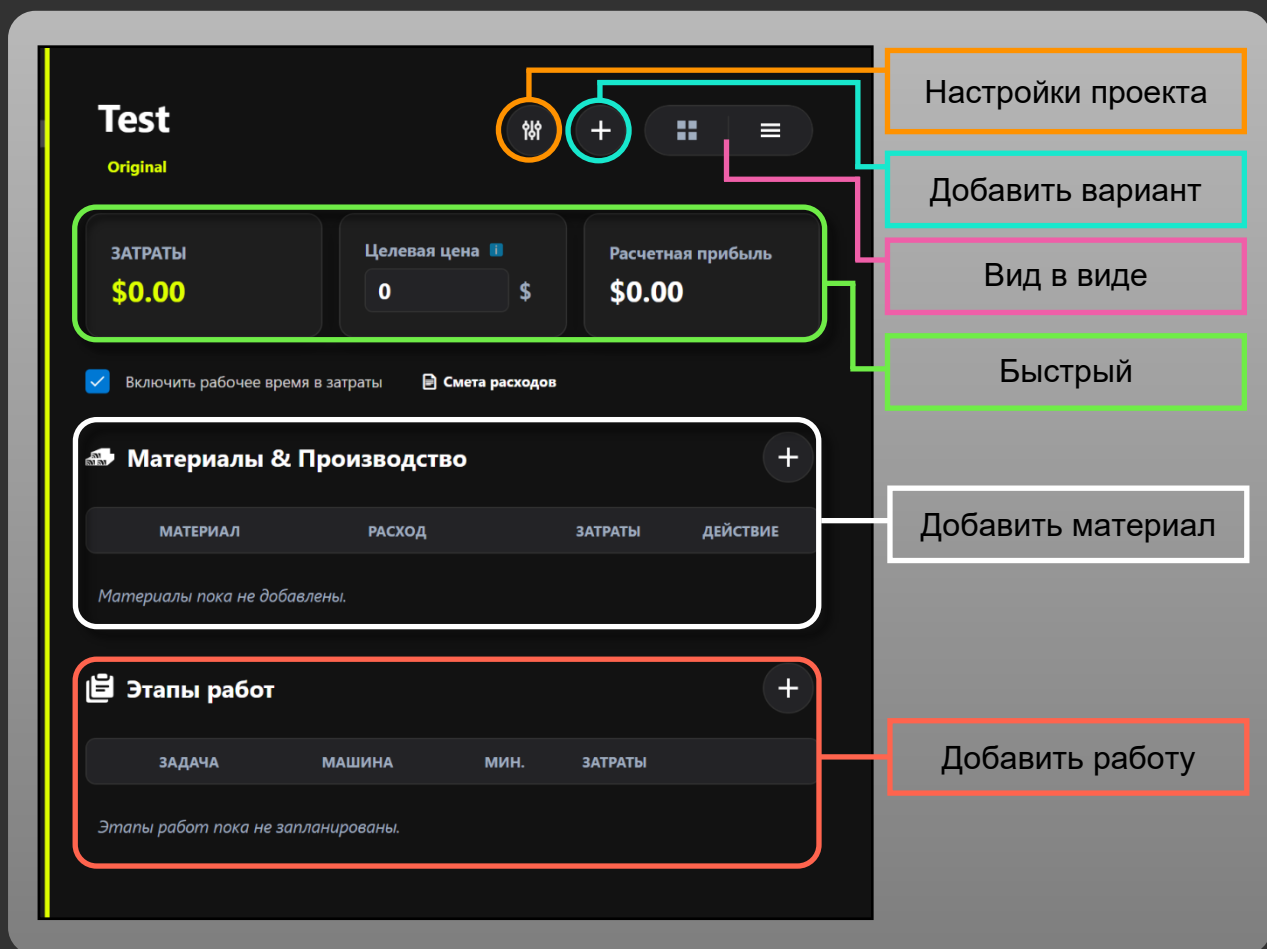 Test
Original
Настройки проекта
Добавить вариант
Вид в виде
Быстрый
ЗАТРАТЫ
$0.00
Целевая цена i
0 $
Расчетная прибыль
$0.00
Включить рабочее время в затраты
Смета расходов
Материалы & Производство
МАТЕРИАЛ РАСХОД ЗАТРАТЫ ДЕЙСТВИЕ
Материалы пока не добавлены.
Добавить материал
Этапы работ
ЗАДАЧА МАШИНА МИН. ЗАТРАТЫ
Этапы работ пока не запланированы.
Добавить работу